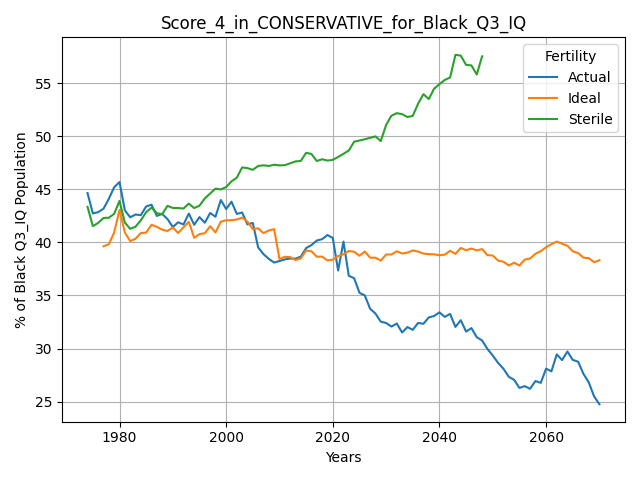 Score_4_in_CONSERVATIVE_for_Black_Q3_IQ
% of Black Q3_IQ Population
55
50
45
40
35
30
25
1980
2000
2020
2040
2060
Years
Fertility
Actual
Ideal
Sterile